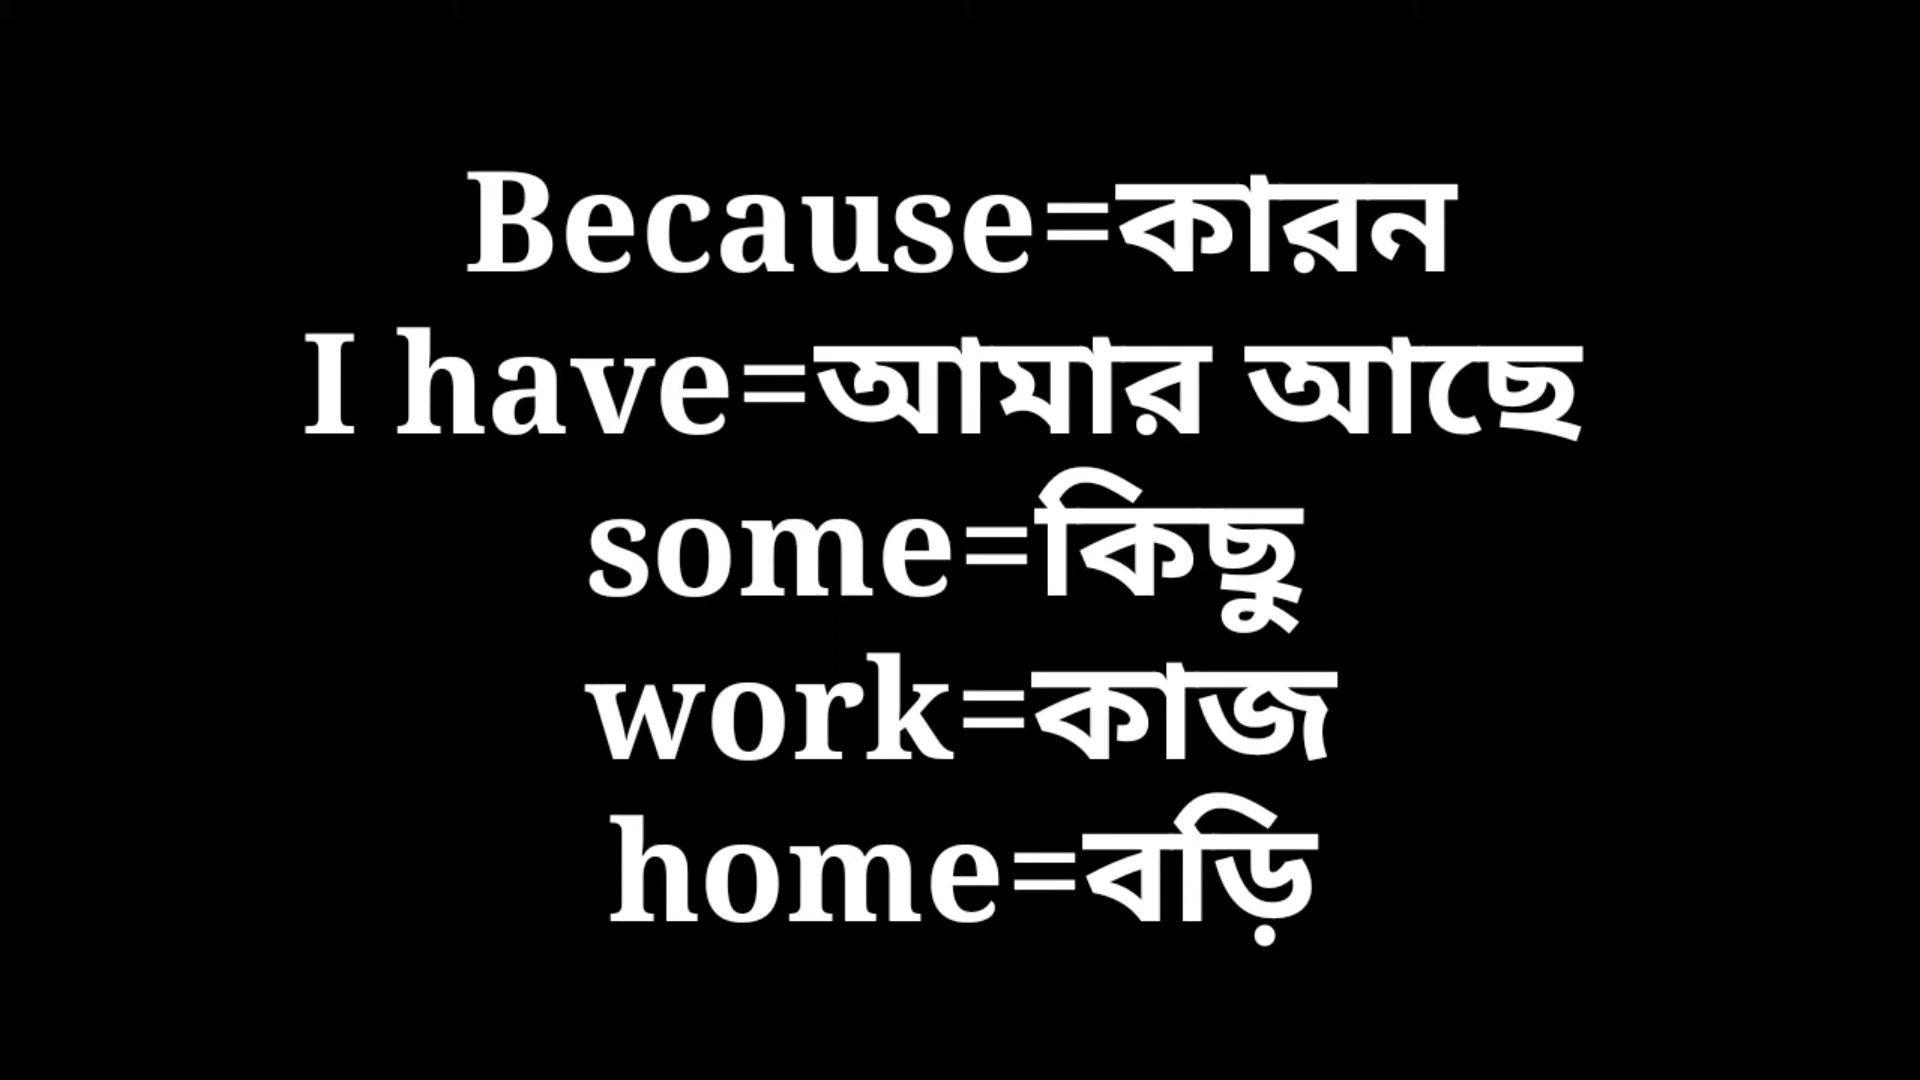 Because=কারন
I have=আমার আছে
some=কিছু
work=কাজ
home=বড়ি